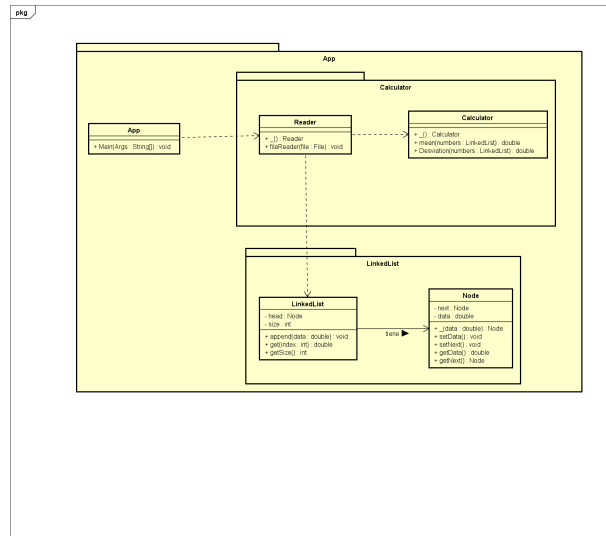 pkg
App
Calculator
App
+ Main(Args : String[]) : void
Reader
+ _() : Reader
+ fileReader(file : File) : void
Calculator
+ _() : Calculator
+ mean(numbers : LinkedList) : double
+ Desviation(numbers : LinkedList) : double
LinkedList
LinkedList
- head : Node
- size : int
+ append(data : double) : void
+ get(index : int) : double
+ getSize() : int
tiene
Node
- next : Node
- data : double
+ _(data : double) : Node
+ setData() : void
+ setNext() : void
+ getData() : double
+ getNext() : Node